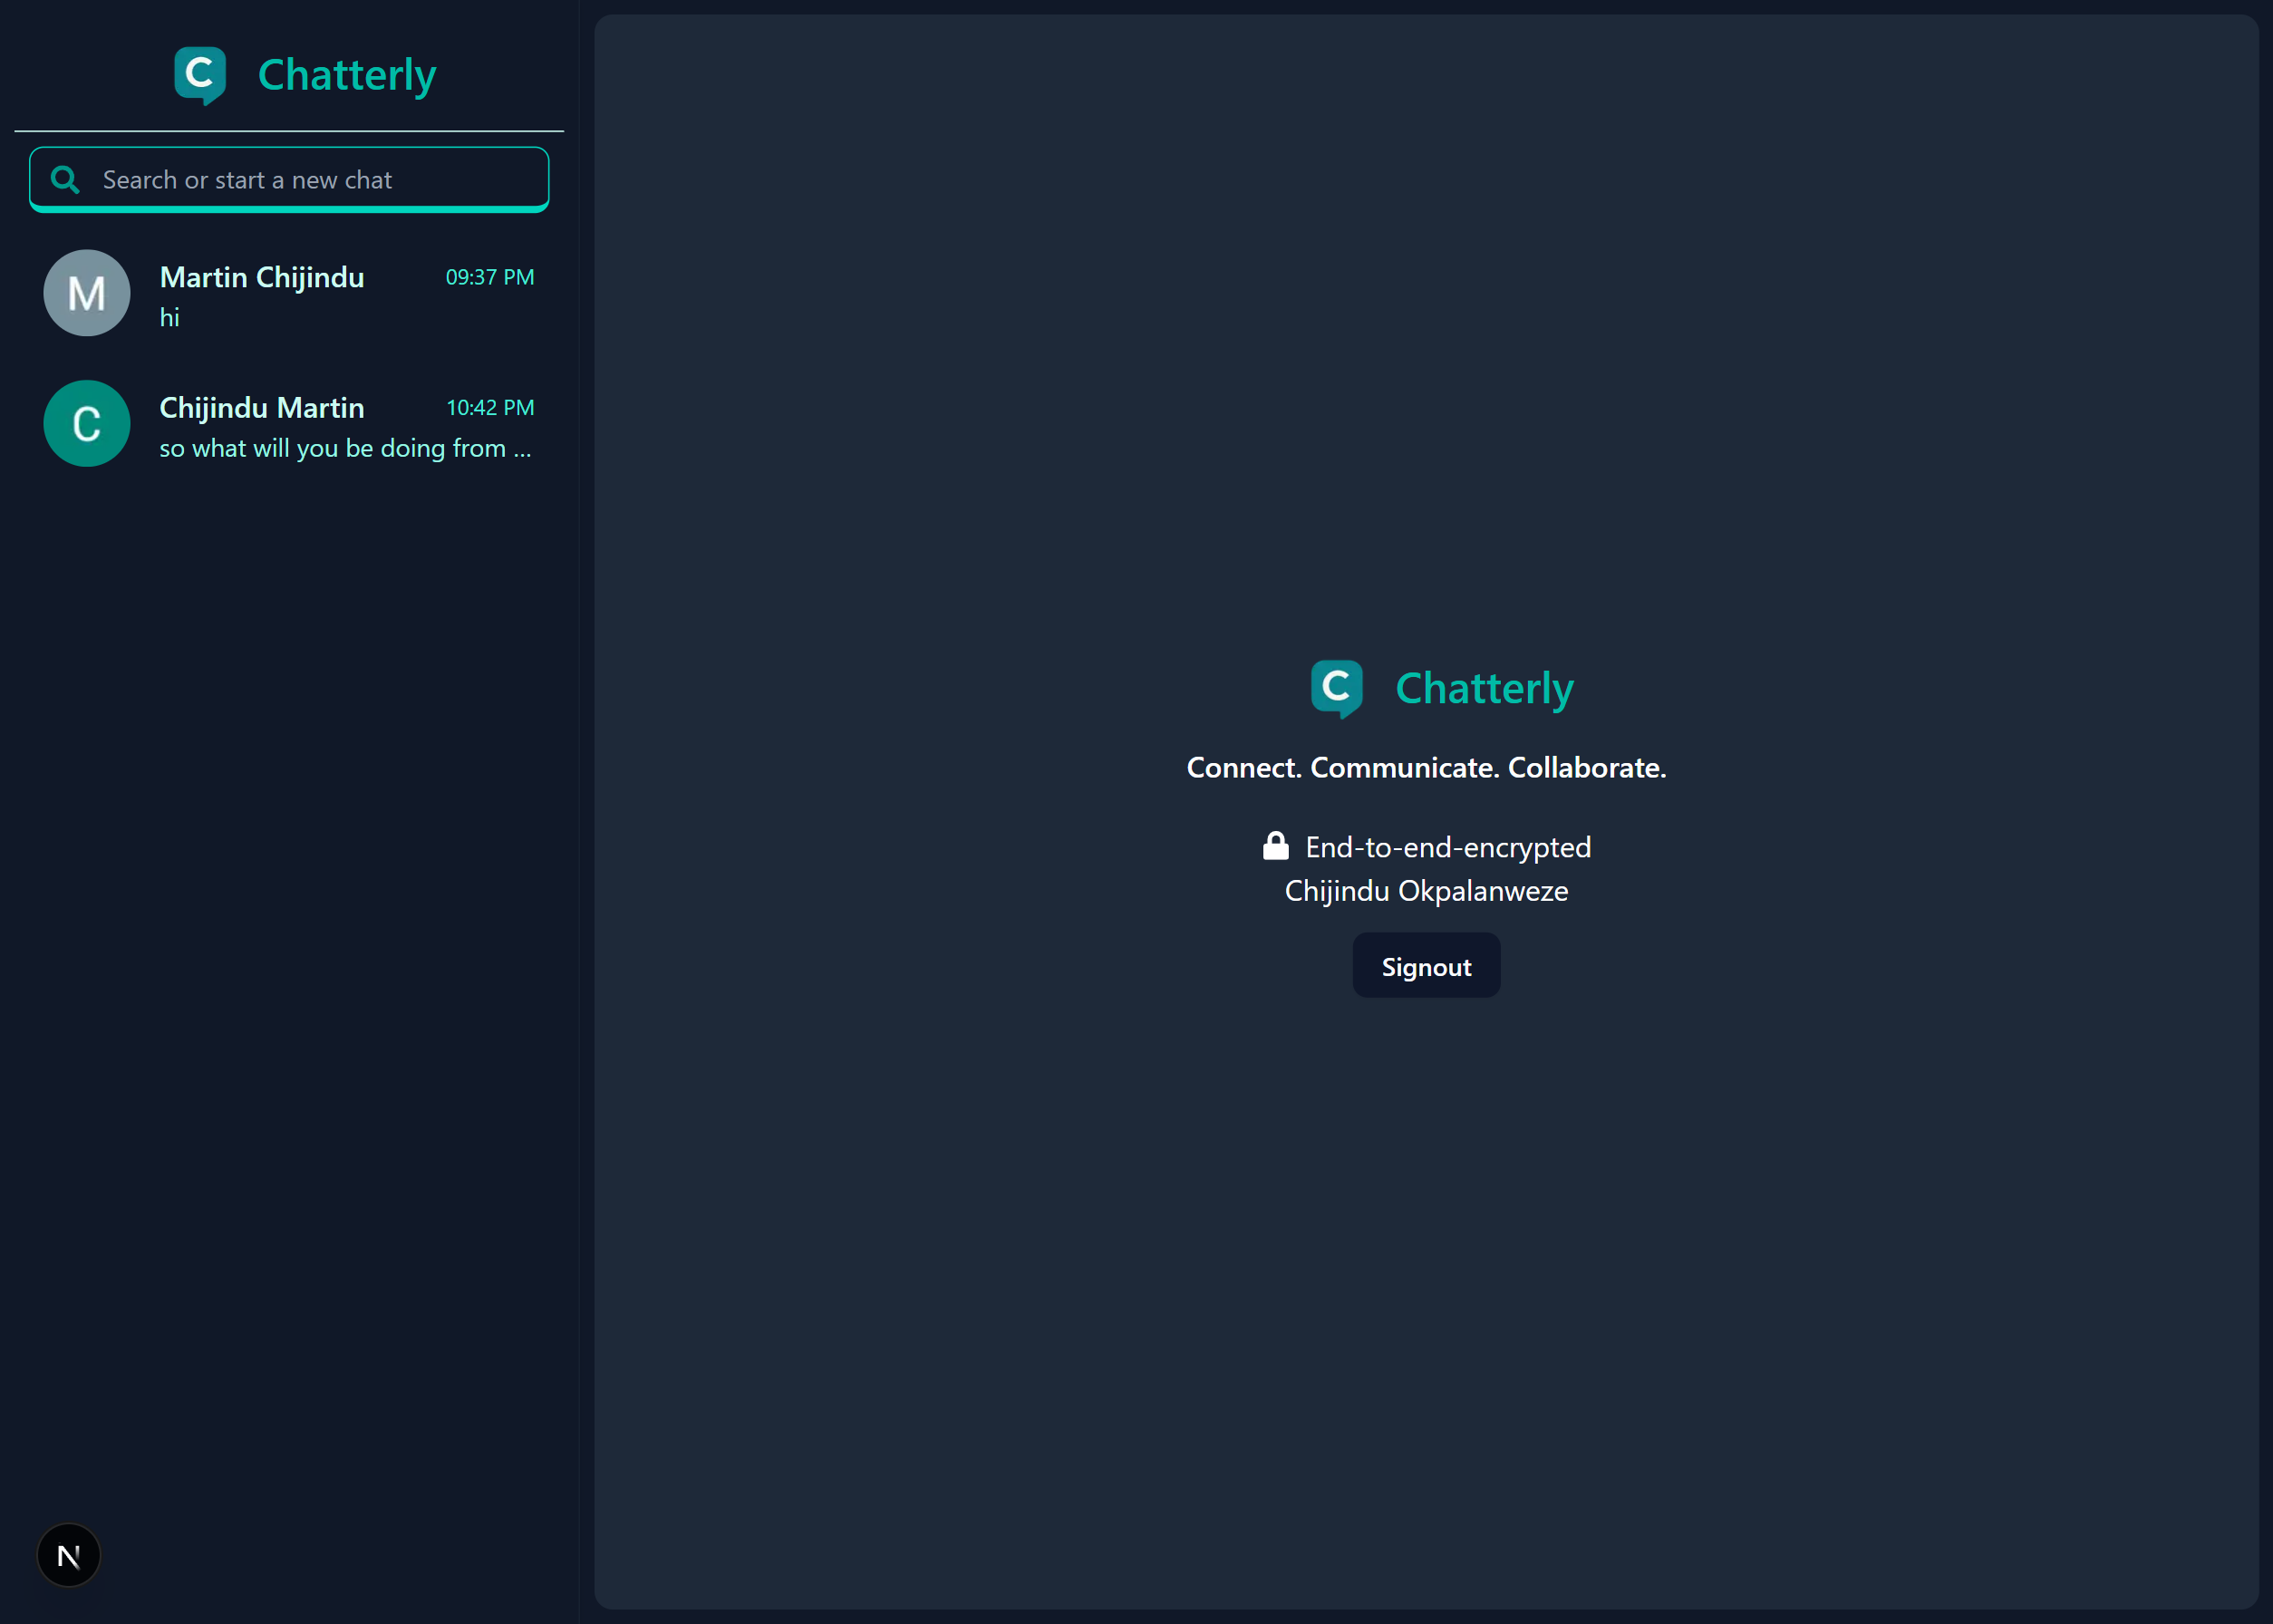 C Chatterly
Search or start a new chat
M
Martin Chijindu 09:37 PM
hi
C
Chijindu Martin 10:42 PM
so what will you be doing from ...
N
C Chatterly
Connect. Communicate. Collaborate.
End-to-end-encrypted
Chijindu Okpalanweze
Signout